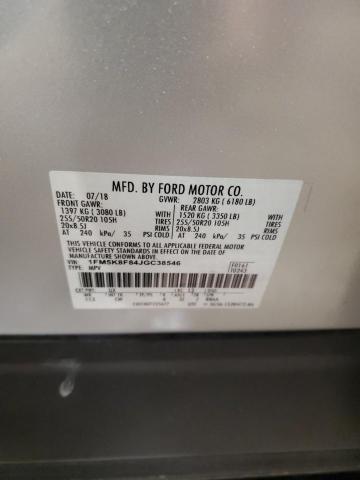 MFD. BY FORD MOTOR CO.
DATE: 07/18 GVWR: 2803 KG ( 6180 LB)
FRONT GAWR: REAR GAWR:
1397 KG ( 3080 LB) 1520 KG ( 3350 LB)
255/50R20 105H TIRES WITH 255/50R20 105H TIRES WITH
20x8.5J RIMS 20x8.5J RIMS
AT 240 kPa/ 35 PSI COLD AT 240 kPa/ 35 PSI COLD
THIS VEHICLE CONFORMS TO ALL APPLICABLE FEDERAL MOTOR
VEHICLE SAFETY STANDARDS IN EFFECT ON THE DATE OF MANUFACTURE
VIN 1FM5K8F84JGC38546
TYPE MPV
F0161